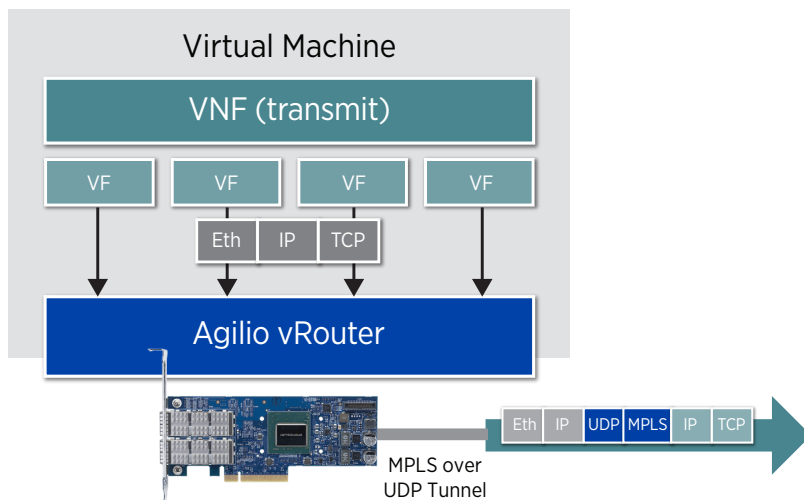 Virtual Machine
VNF (transmit)
VF VF VF VF
Eth IP TCP
Agilio vRouter
Eth IP UDP MPLS IP TCP
MPLS over
UDP Tunnel